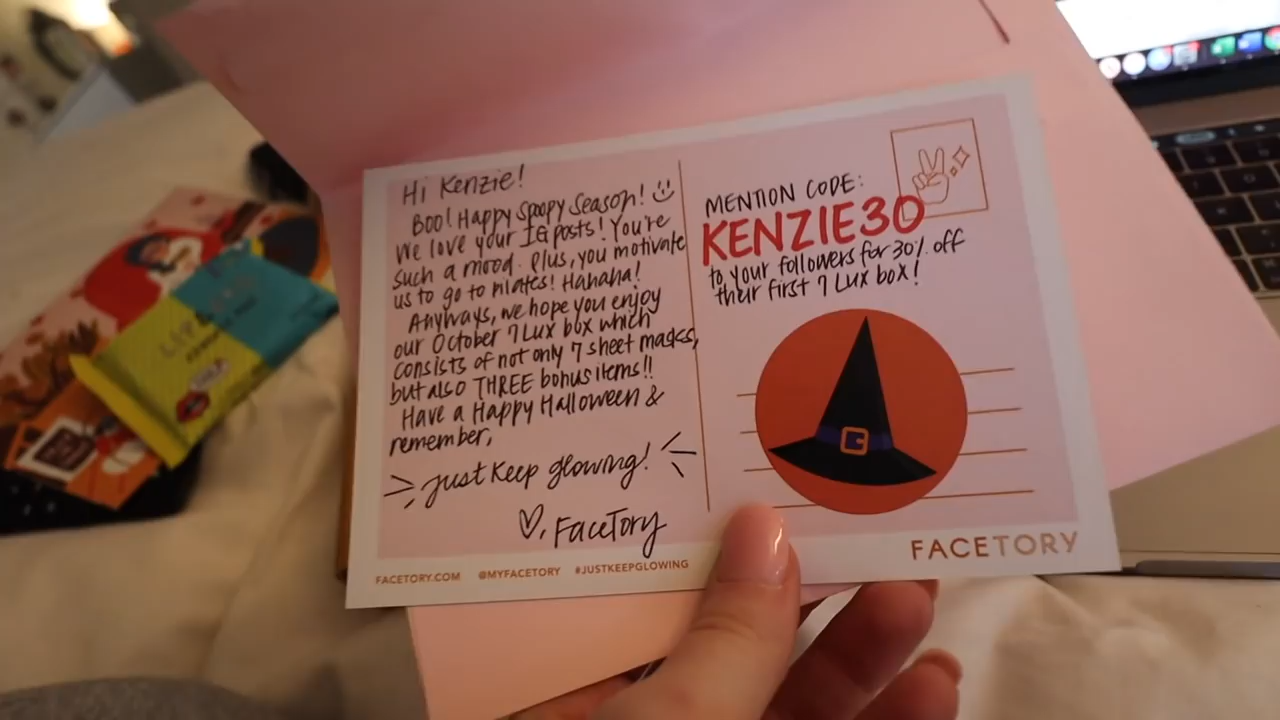 Hi Kenzie!
Boo! Happy Spoopy Season! :)
We love your IG posts! You're
such a mood. Plus, you motivate
us to go to pilates! Hahaha!
Anyways, we hope you enjoy
our October 7 Lux box which
consists of not only 7 sheet masks,
but also THREE bonus items!!
Have a Happy Halloween &
remember,
just keep glowing!
♡, FaceTory
FACETORY.COM @MYFACETORY #JUSTKEEPGLOWING
MENTION CODE:
KENZIE30
to your followers for 30% off
their first 7 Lux box!
FACETORY